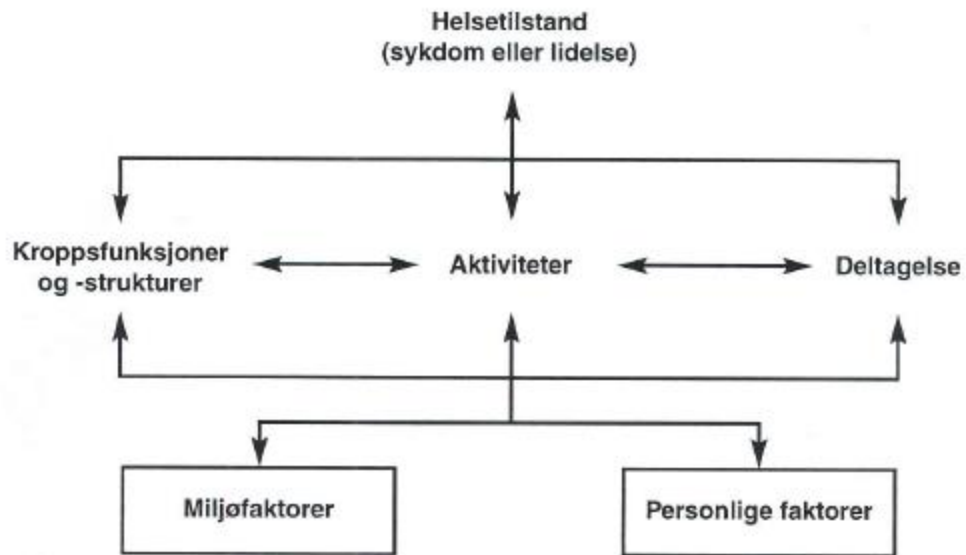 Helsetilstand
(sykdom eller lidelse)
Kroppsfunksjoner
og -strukturer
Aktiviteter
Deltagelse
Miljøfaktorer
Personlige faktorer